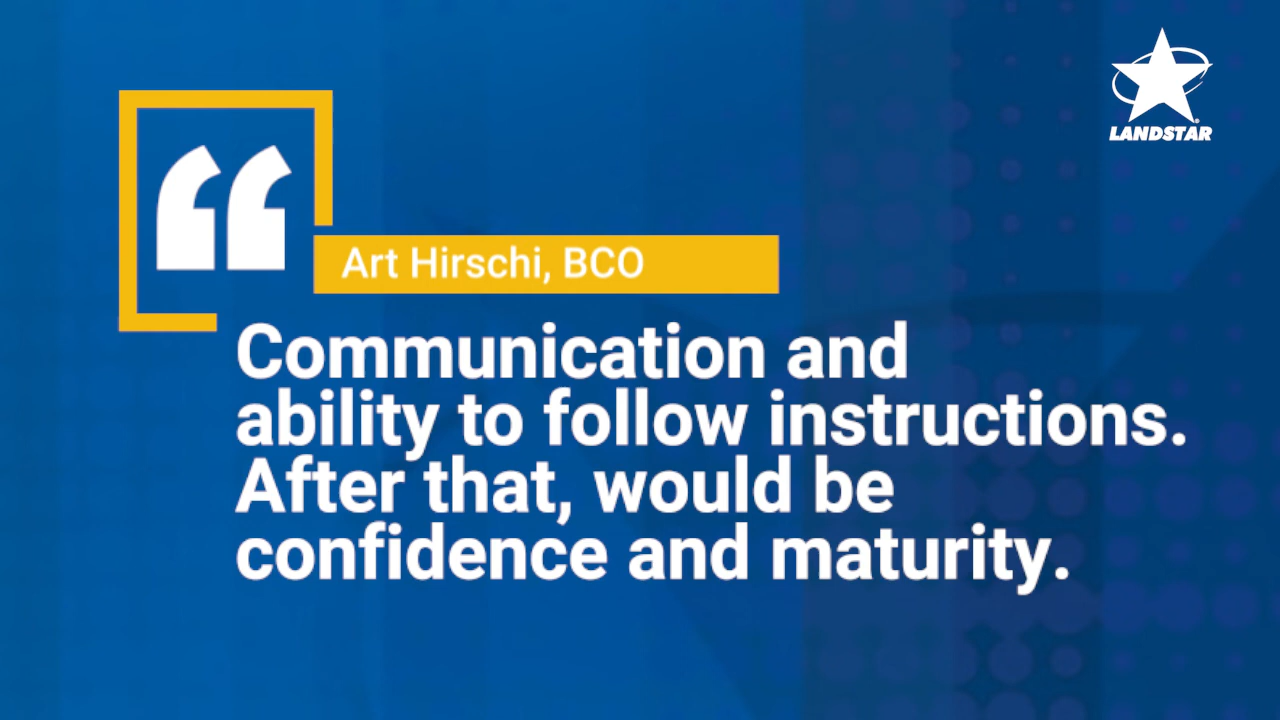 LANDSTAR
“
Art Hirschi, BCO
Communication and
ability to follow instructions.
After that, would be
confidence and maturity.